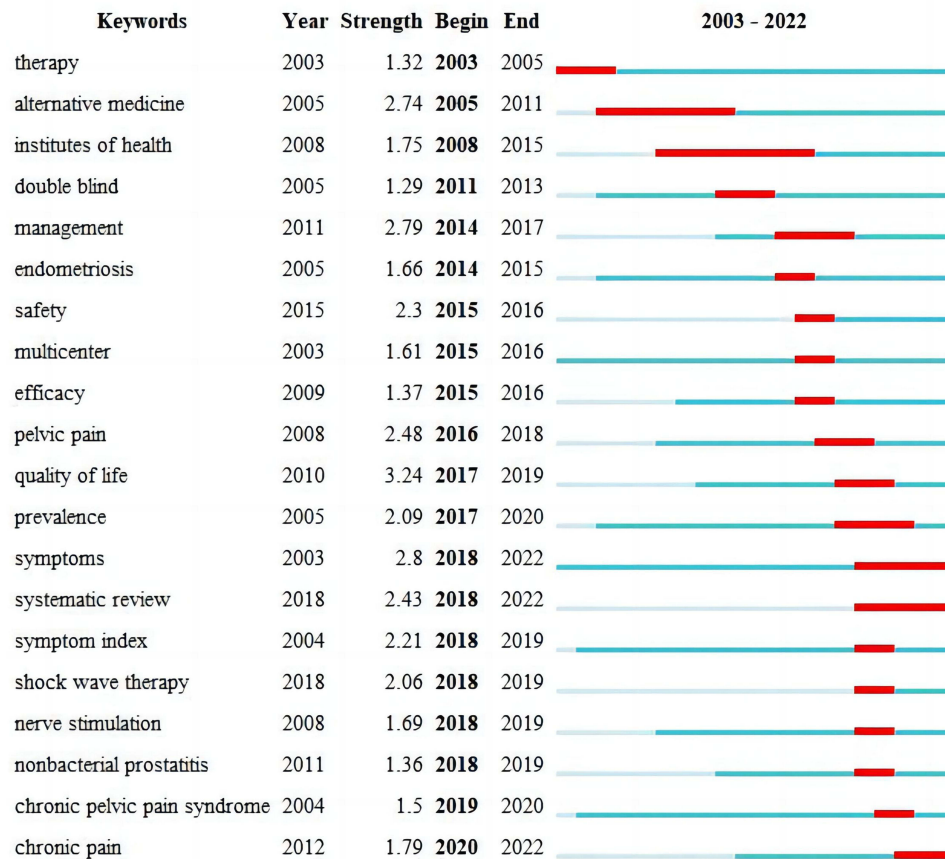 Keywords Year Strength Begin End 2003 - 2022
therapy 2003 1.32 2003 2005
alternative medicine 2005 2.74 2005 2011
institutes of health 2008 1.75 2008 2015
double blind 2005 1.29 2011 2013
management 2011 2.79 2014 2017
endometriosis 2005 1.66 2014 2015
safety 2015 2.3 2015 2016
multicenter 2003 1.61 2015 2016
efficacy 2009 1.37 2015 2016
pelvic pain 2008 2.48 2016 2018
quality of life 2010 3.24 2017 2019
prevalence 2005 2.09 2017 2020
symptoms 2003 2.8 2018 2022
systematic review 2018 2.43 2018 2022
symptom index 2004 2.21 2018 2019
shock wave therapy 2018 2.06 2018 2019
nerve stimulation 2008 1.69 2018 2019
nonbacterial prostatitis 2011 1.36 2018 2019
chronic pelvic pain syndrome 2004 1.5 2019 2020
chronic pain 2012 1.79 2020 2022